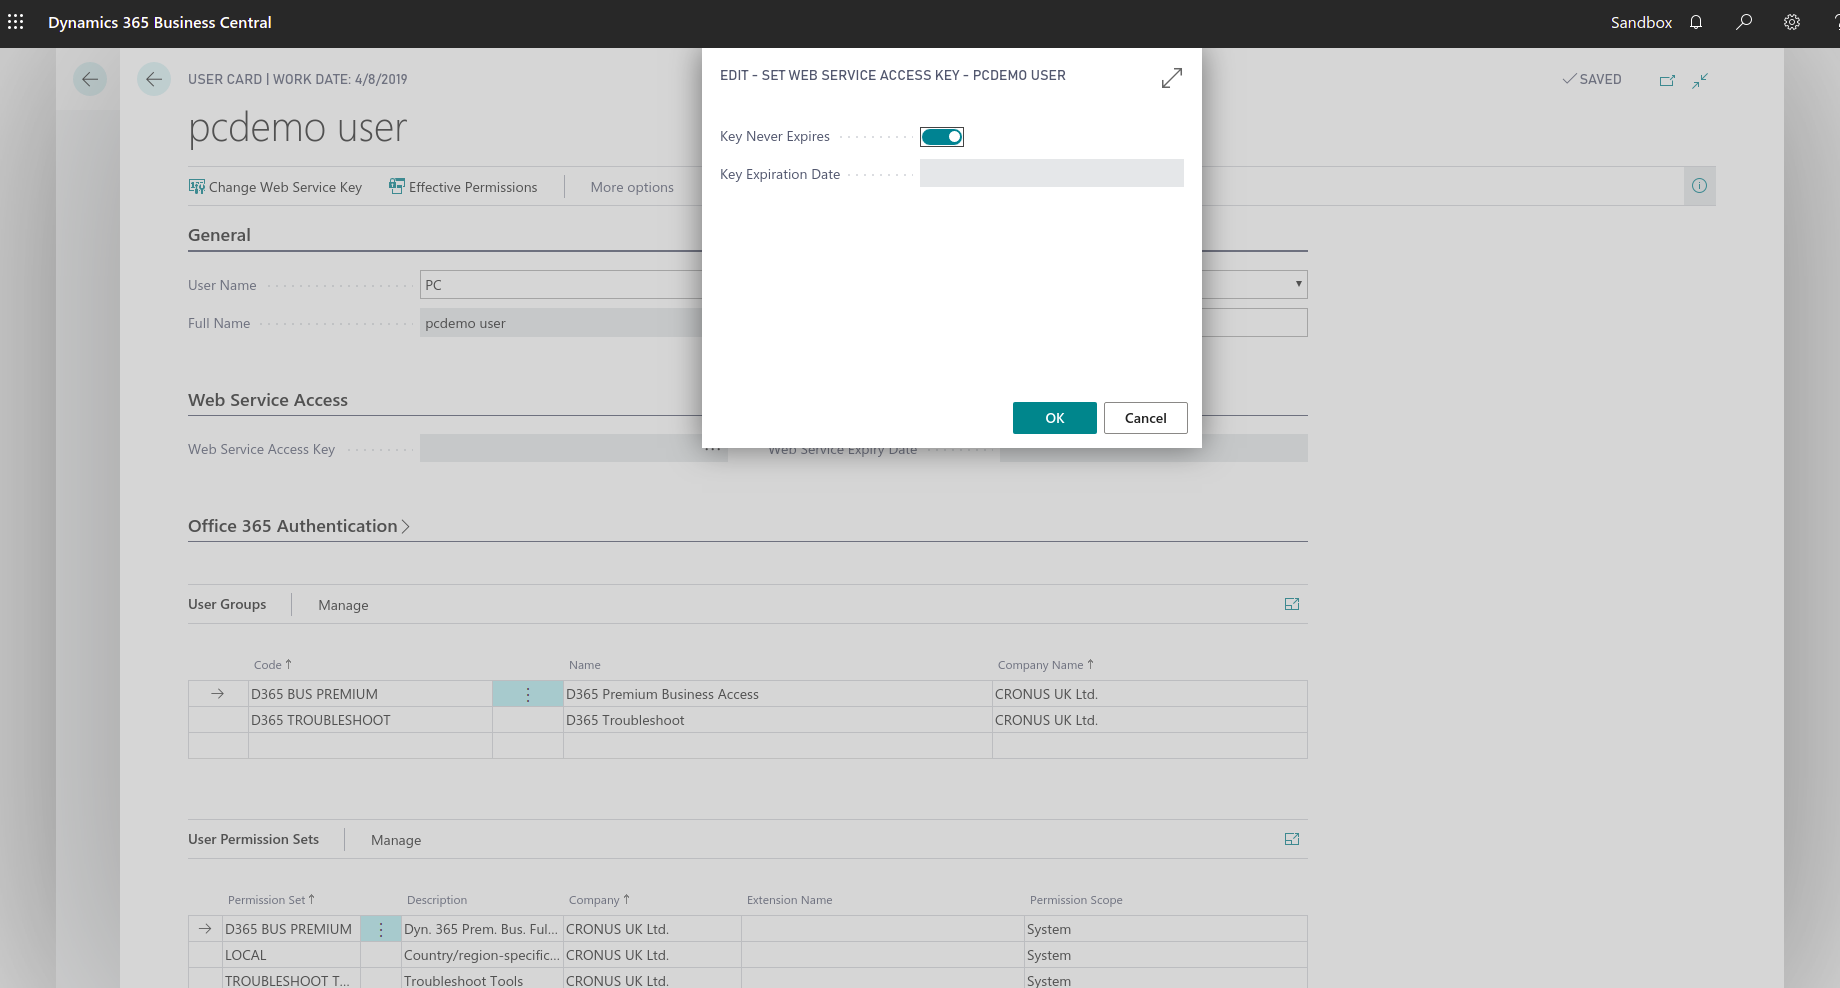 Dynamics 365 Business Central
Sandbox
USER CARD | WORK DATE: 4/8/2019
SAVED
pcdemo user
Change Web Service Key
Effective Permissions
More options
EDIT - SET WEB SERVICE ACCESS KEY - PCDEMO USER
Key Never Expires
Key Expiration Date
OK
Cancel
General
User Name
PC
Full Name
pcdemo user
Web Service Access
Web Service Access Key
Web Service Expiry Date
Office 365 Authentication
User Groups
Manage
Code Name Company Name
D365 BUS PREMIUM D365 Premium Business Access CRONUS UK Ltd.
D365 TROUBLESHOOT D365 Troubleshoot CRONUS UK Ltd.
User Permission Sets
Manage
Permission Set Description Company Extension Name Permission Scope
D365 BUS PREMIUM Dyn. 365 Prem. Bus. Ful... CRONUS UK Ltd. System
LOCAL Country/region-specific... CRONUS UK Ltd. System
TROUBLESHOOT T... Troubleshoot Tools CRONUS UK Ltd. System